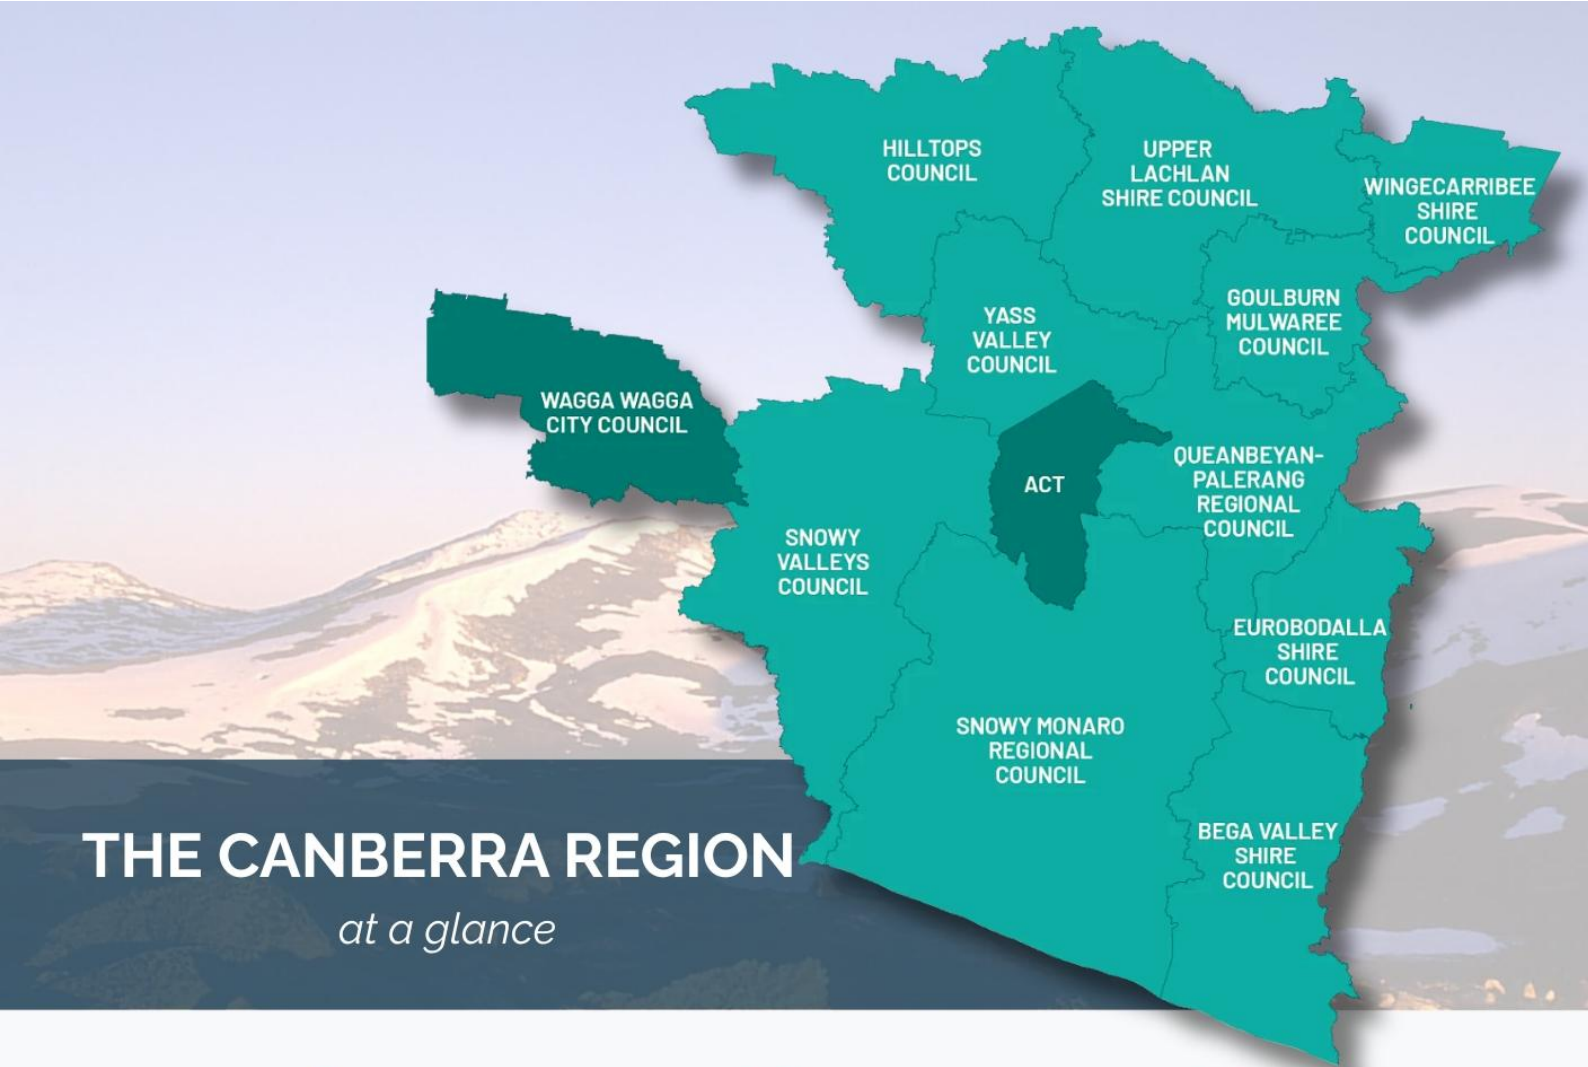 HILLTOPS
COUNCIL
UPPER
LACHLAN
SHIRE COUNCIL
WINGECARRIBEE
SHIRE
COUNCIL
GOULBURN
MULWAREE
COUNCIL
YASS
VALLEY
COUNCIL
WAGGA WAGGA
CITY COUNCIL
ACT
QUEANBEYAN-
PALERANG
REGIONAL
COUNCIL
SNOWY
VALLEYS
COUNCIL
EUROBODALLA
SHIRE
COUNCIL
SNOWY MONARO
REGIONAL
COUNCIL
BEGA VALLEY
SHIRE
COUNCIL
THE CANBERRA REGION
at a glance